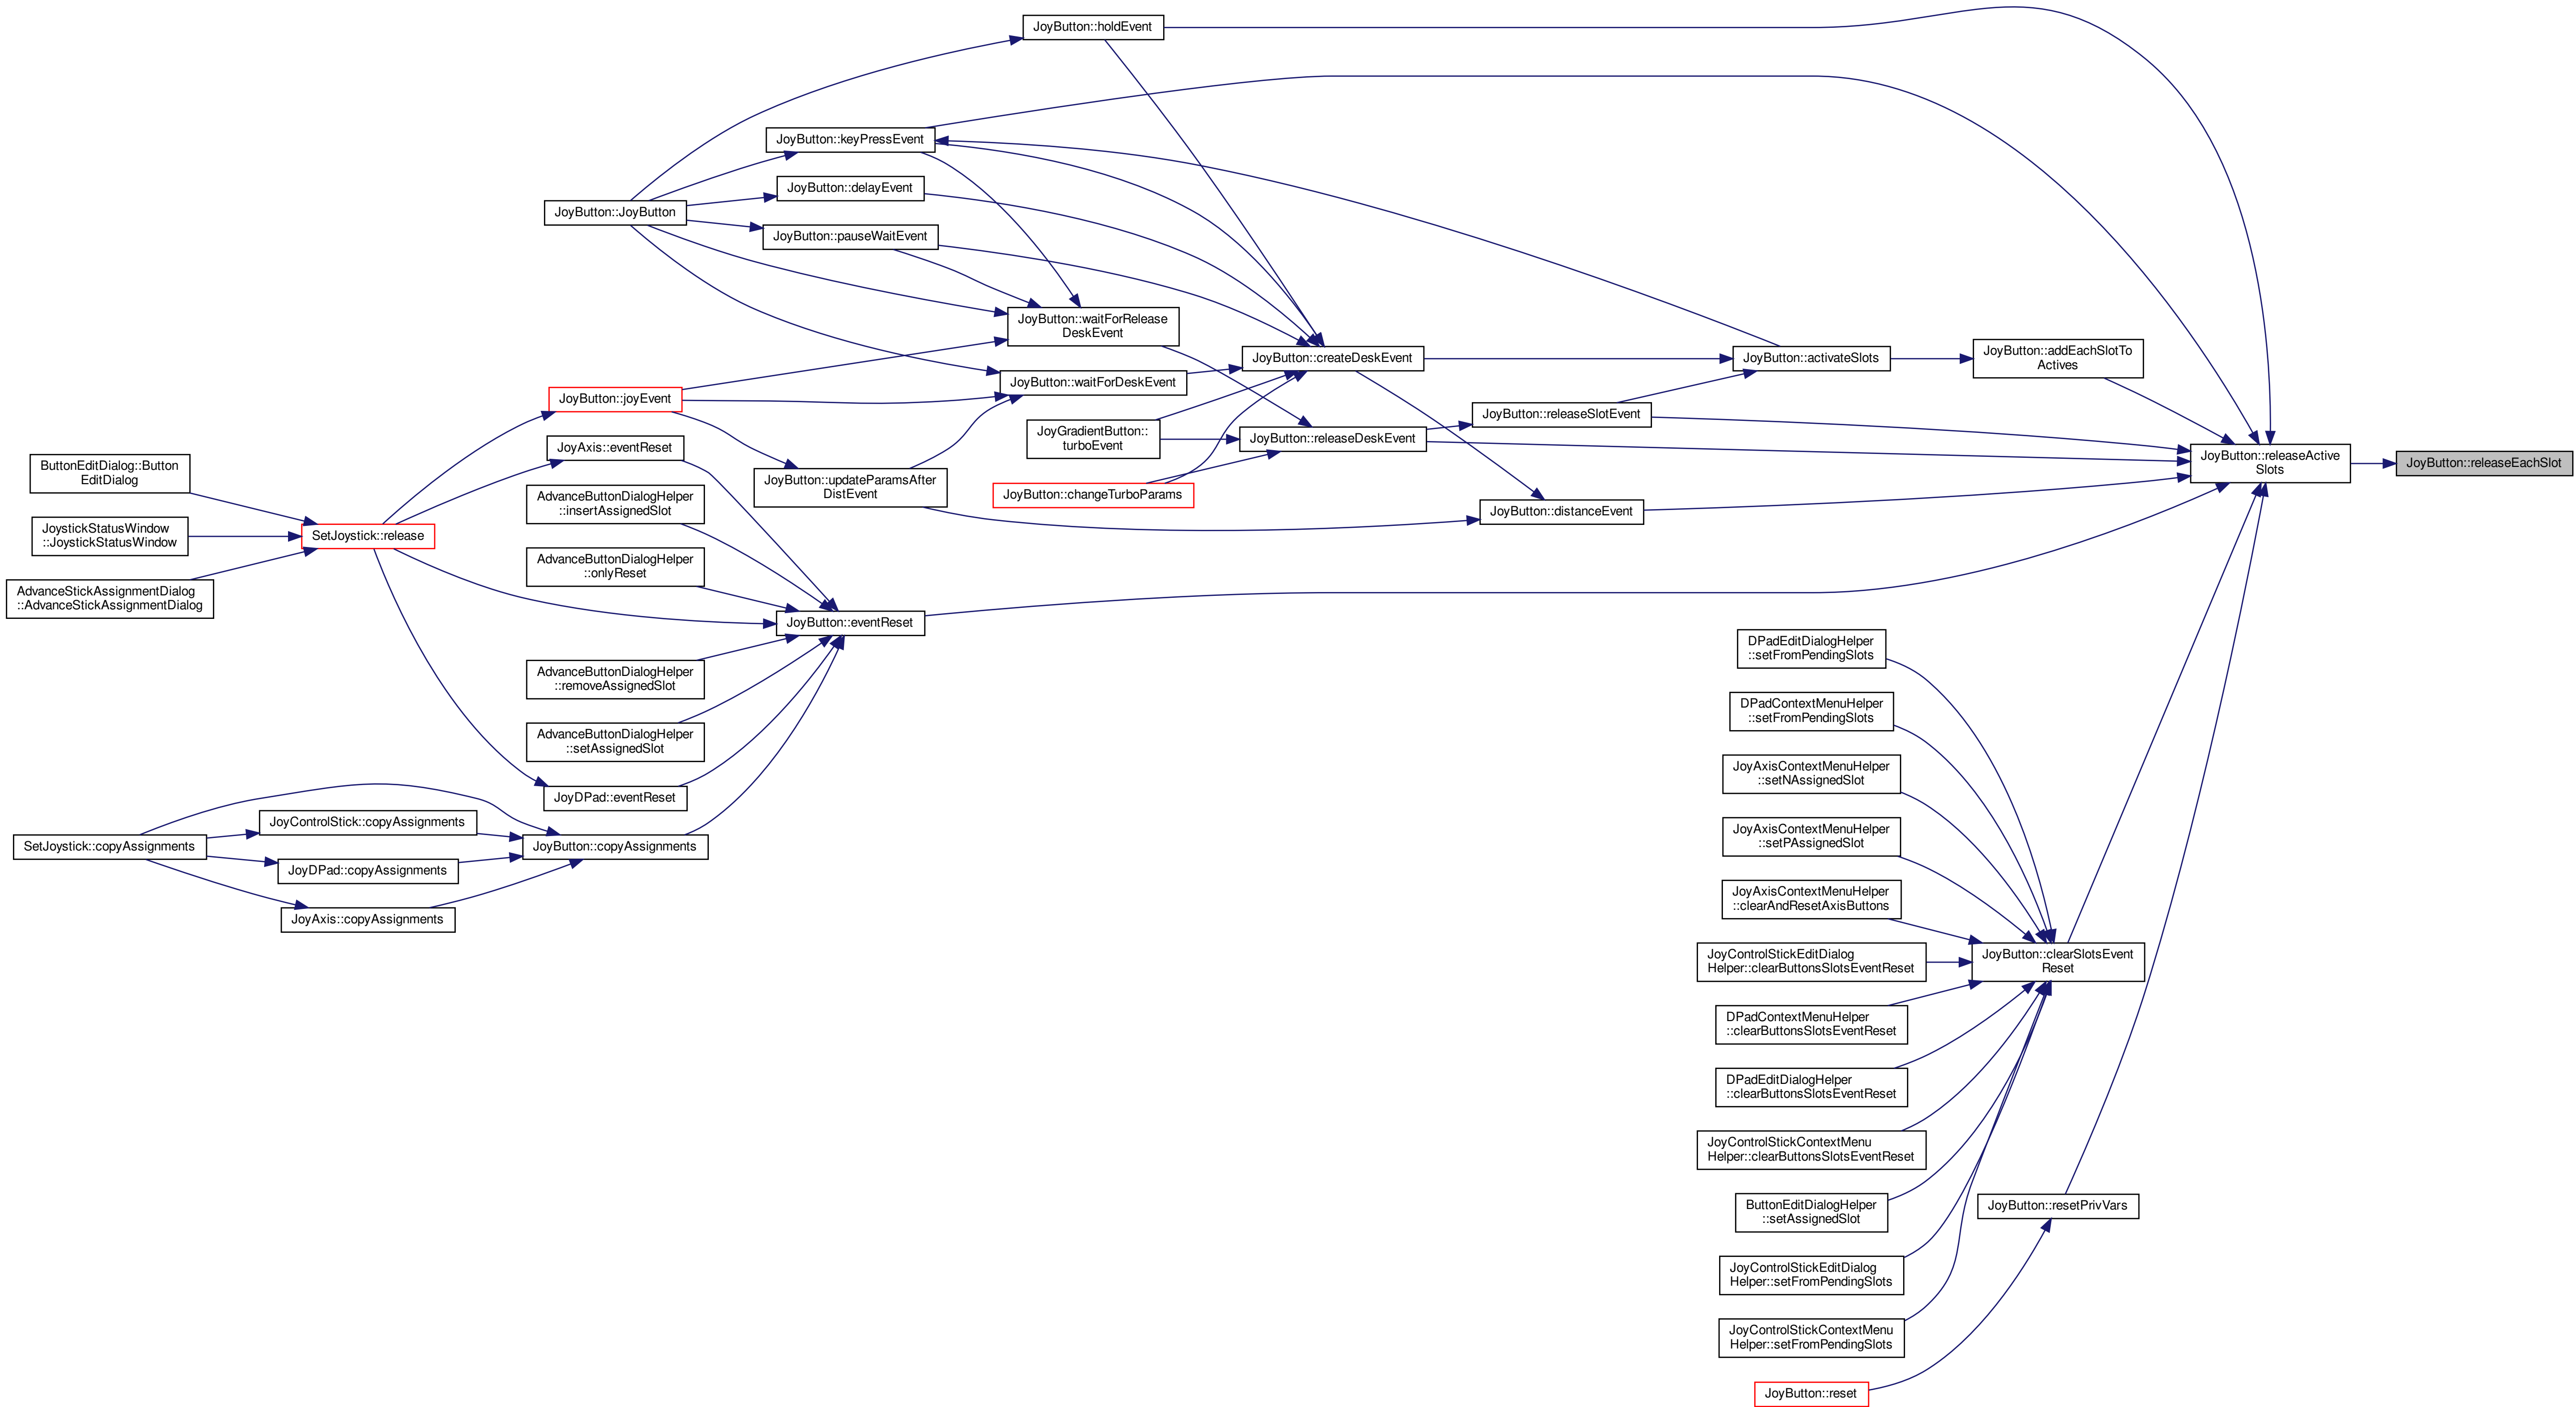 JoyButton::holdEvent
JoyButton::keyPressEvent
JoyButton::delayEvent
JoyButton::JoyButton
JoyButton::pauseWaitEvent
JoyButton::waitForRelease
DeskEvent
JoyButton::createDeskEvent
JoyButton::activateSlots
JoyButton::addEachSlotTo
Actives
JoyButton::waitForDeskEvent
JoyButton::joyEvent
JoyButton::releaseSlotEvent
JoyGradientButton::
turboEvent
JoyButton::releaseDeskEvent
JoyAxis::eventReset
JoyButton::releaseActive
Slots
JoyButton::releaseEachSlot
ButtonEditDialog::Button
EditDialog
JoyButton::updateParamsAfter
DistEvent
JoyButton::changeTurboParams
AdvanceButtonDialogHelper
::insertAssignedSlot
JoyButton::distanceEvent
JoystickStatusWindow
::JoystickStatusWindow
SetJoystick::release
AdvanceButtonDialogHelper
::onlyReset
AdvanceStickAssignmentDialog
::AdvanceStickAssignmentDialog
JoyButton::eventReset
DPadEditDialogHelper
::setFromPendingSlots
AdvanceButtonDialogHelper
::removeAssignedSlot
DPadContextMenuHelper
::setFromPendingSlots
AdvanceButtonDialogHelper
::setAssignedSlot
JoyAxisContextMenuHelper
::setNAssignedSlot
JoyDPad::eventReset
JoyControlStick::copyAssignments
JoyAxisContextMenuHelper
::setPAssignedSlot
SetJoystick::copyAssignments
JoyButton::copyAssignments
JoyDPad::copyAssignments
JoyAxisContextMenuHelper
::clearAndResetAxisButtons
JoyAxis::copyAssignments
JoyControlStickEditDialog
Helper::clearButtonsSlotsEventReset
JoyButton::clearSlotsEvent
Reset
DPadContextMenuHelper
::clearButtonsSlotsEventReset
DPadEditDialogHelper
::clearButtonsSlotsEventReset
JoyControlStickContextMenu
Helper::clearButtonsSlotsEventReset
ButtonEditDialogHelper
::setAssignedSlot
JoyButton::resetPrivVars
JoyControlStickEditDialog
Helper::setFromPendingSlots
JoyControlStickContextMenu
Helper::setFromPendingSlots
JoyButton::reset